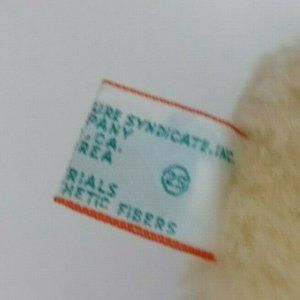 URE SYNDICATE, INC.
PANY
, CA.
REA
RIALS
HETIC FIBERS